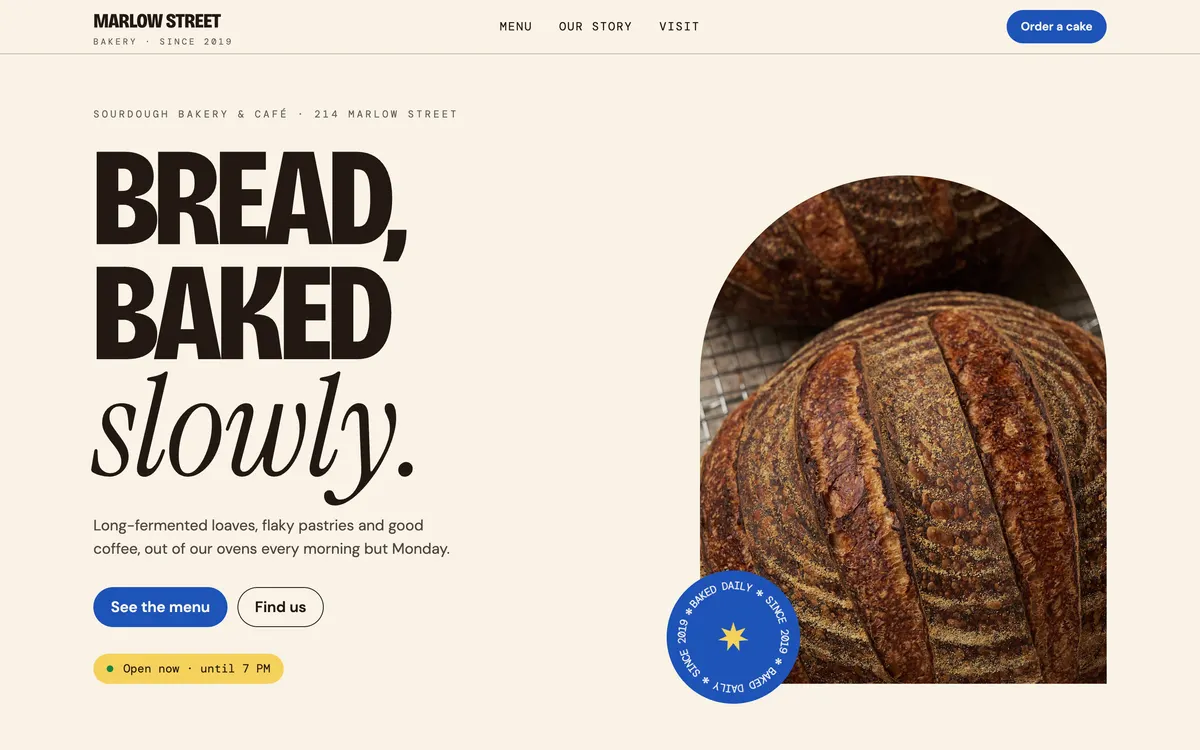 MARLOW STREET
BAKERY · SINCE 2019
MENU
OUR STORY
VISIT
Order a cake
SOURDOUGH BAKERY & CAFÉ · 214 MARLOW STREET
BREAD,
BAKED
slowly.
Long-fermented loaves, flaky pastries and good
coffee, out of our ovens every morning but Monday.
See the menu
Find us
Open now · until 7 PM
BAKED DAILY * SINCE 2019 * BAKED DAILY * SINCE 2019 *